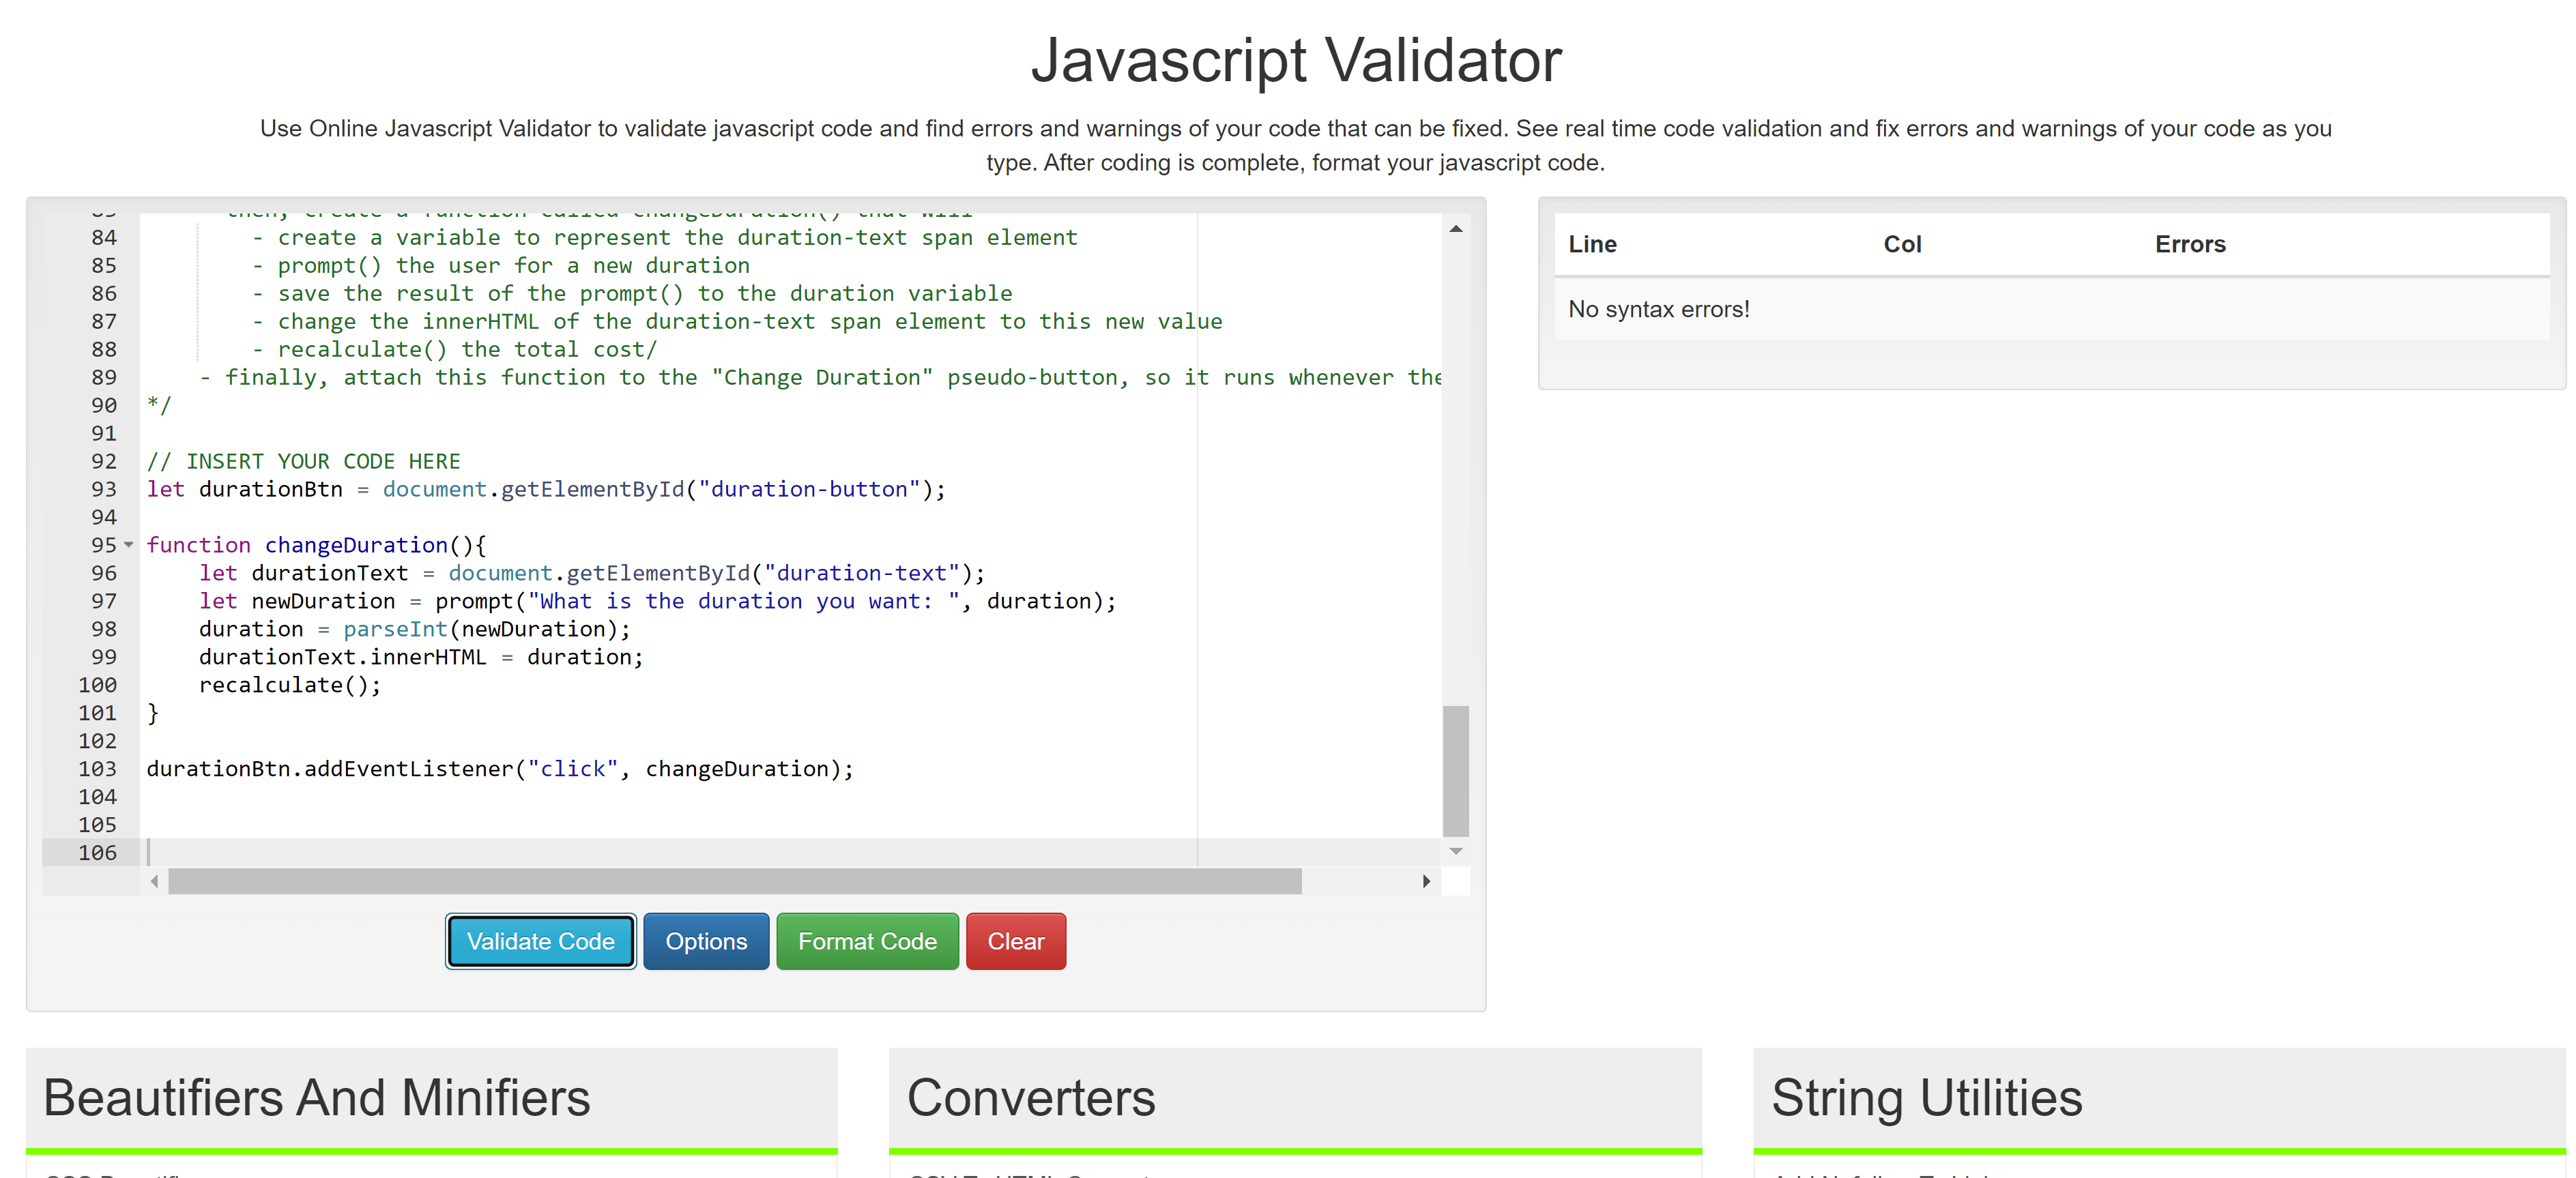 Javascript Validator
Use Online Javascript Validator to validate javascript code and find errors and warnings of your code that can be fixed. See real time code validation and fix errors and warnings of your code as you
type. After coding is complete, format your javascript code.
84 - create a variable to represent the duration-text span element
85 - prompt() the user for a new duration
86 - save the result of the prompt() to the duration variable
87 - change the innerHTML of the duration-text span element to this new value
88 - recalculate() the total cost/
89 - finally, attach this function to the "Change Duration" pseudo-button, so it runs whenever the
90 */
91
92 // INSERT YOUR CODE HERE
93 let durationBtn = document.getElementById("duration-button");
94
95 function changeDuration(){
96 let durationText = document.getElementById("duration-text");
97 let newDuration = prompt("What is the duration you want: ", duration);
98 duration = parseInt(newDuration);
99 durationText.innerHTML = duration;
100 recalculate();
101 }
102
103 durationBtn.addEventListener("click", changeDuration);
104
105
106
Validate Code Options Format Code Clear
Line Col Errors
No syntax errors!
Beautifiers And Minifiers
Converters
String Utilities